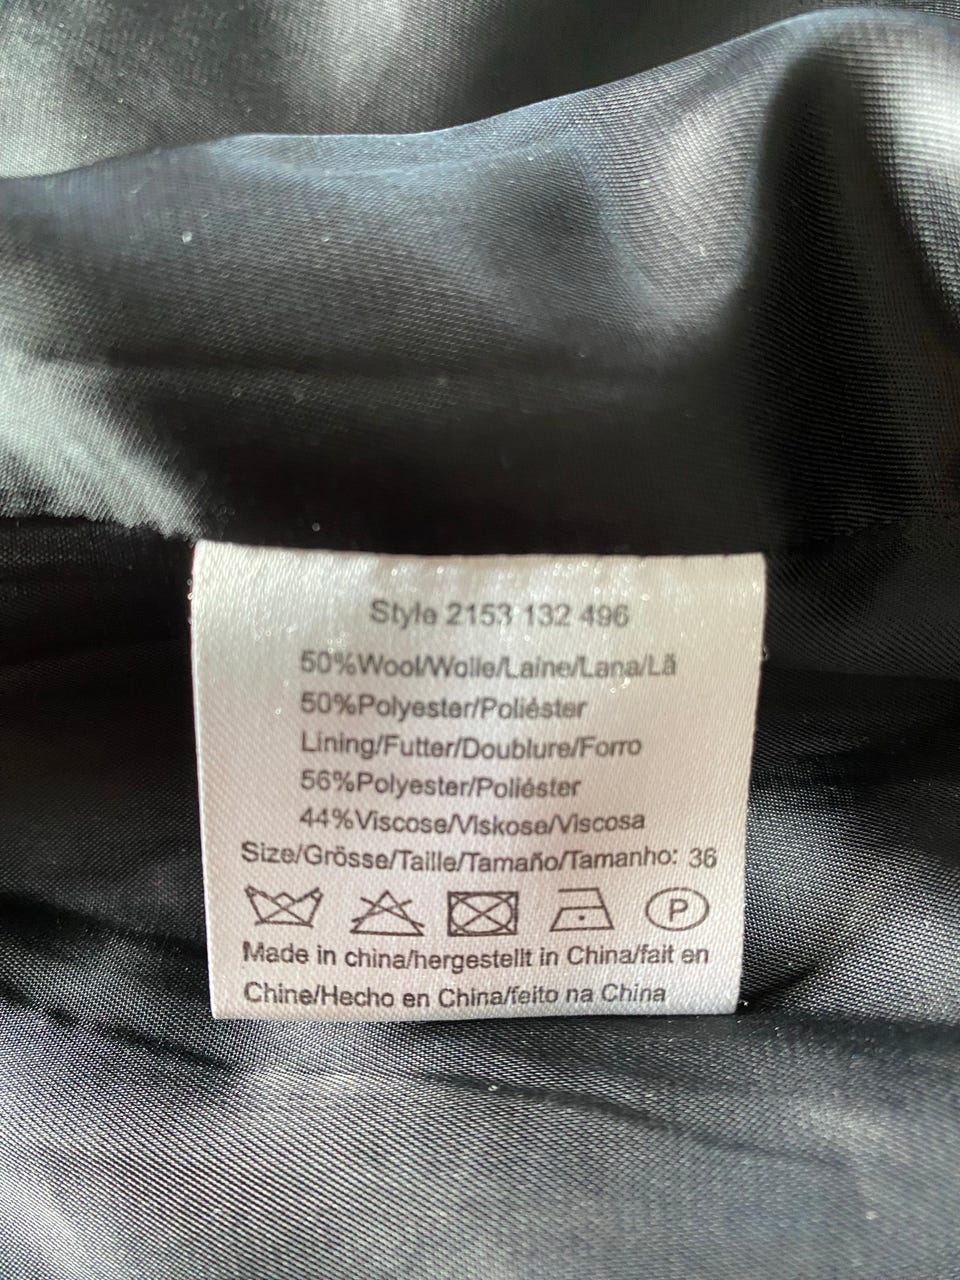 Style 2153 132 496
50%Wool/Wolle/Laine/Lana/Lã
50%Polyester/Poliéster
Lining/Futter/Doublure/Forro
56%Polyester/Poliéster
44%Viscose/Viskose/Viscosa
Size/Grösse/Taille/Tamaño/Tamanho: 36
P
Made in china/hergestellt in China/fait en
Chine/Hecho en China/feito na China